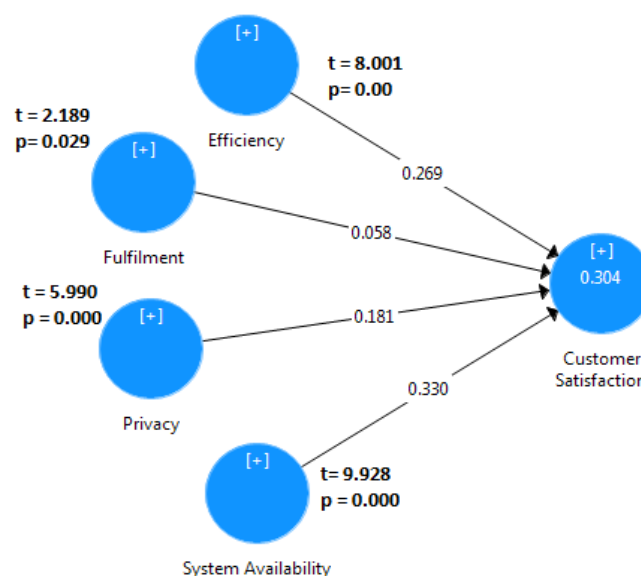 [+]
t = 8.001
p= 0.00
Efficiency
t = 2.189
p= 0.029
[+]
Fulfilment
0.269
0.058
[+]
0.304
Customer
Satisfaction
t = 5.990
p = 0.000
[+]
Privacy
0.181
0.330
[+]
t= 9.928
p = 0.000
System Availability